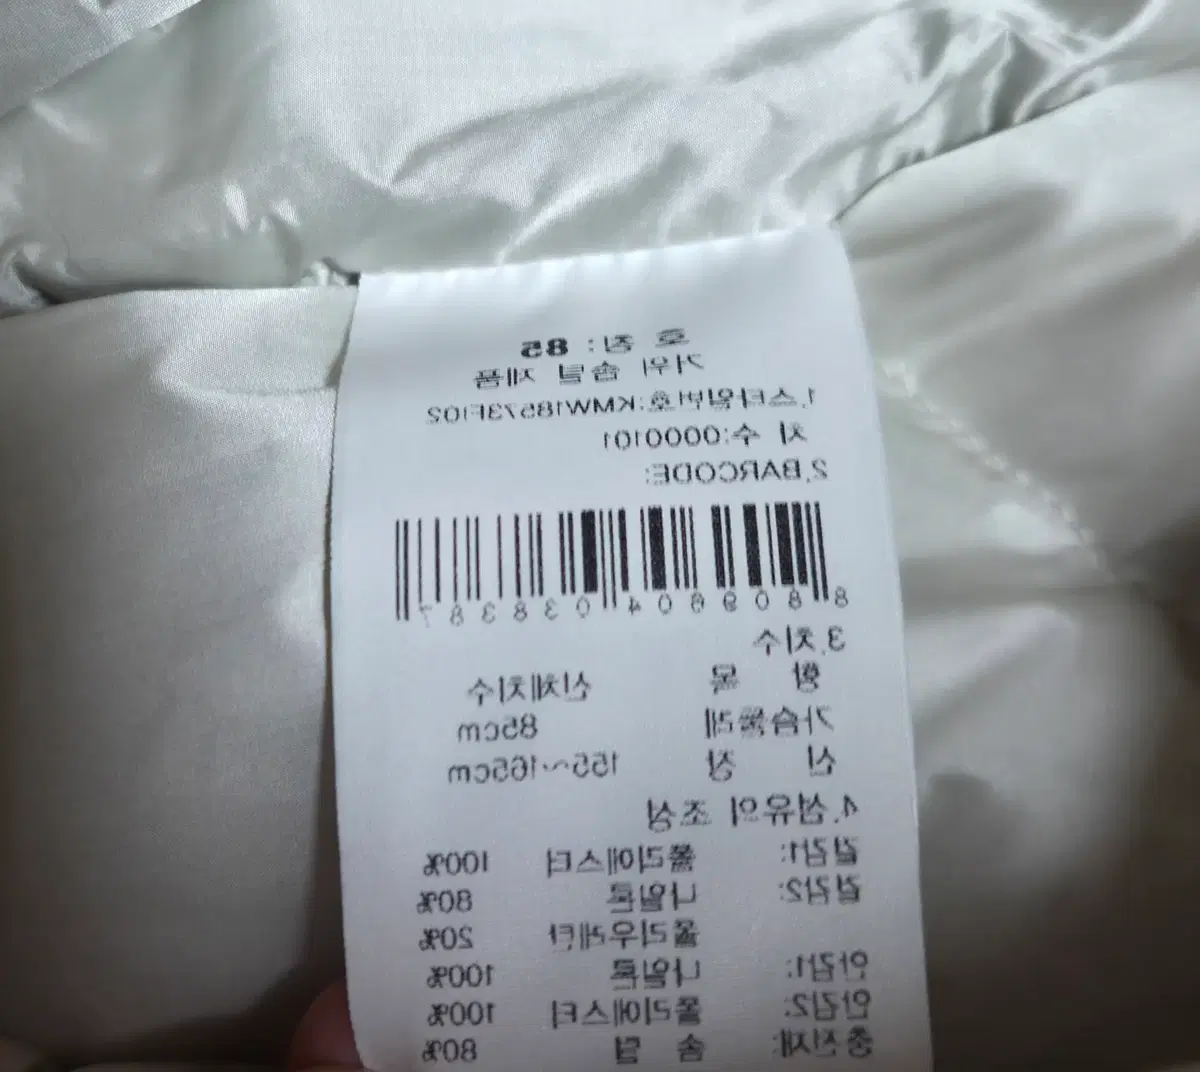 호 칭: 85
거위 솜털 제품
1.스타일번호:KMW18573F102
차 수:0000101
2.BARCODE:
8 809604 038387
3.치수
항 목 신체치수
가슴둘레 85cm
신 장 155~165cm
4.섬유의 조성
겉감1: 폴리에스터 100%
겉감2: 나일론 80%
폴리우레탄 20%
안감1: 나일론 100%
안감2: 폴리에스터 100%
충전재: 솜 털 80%